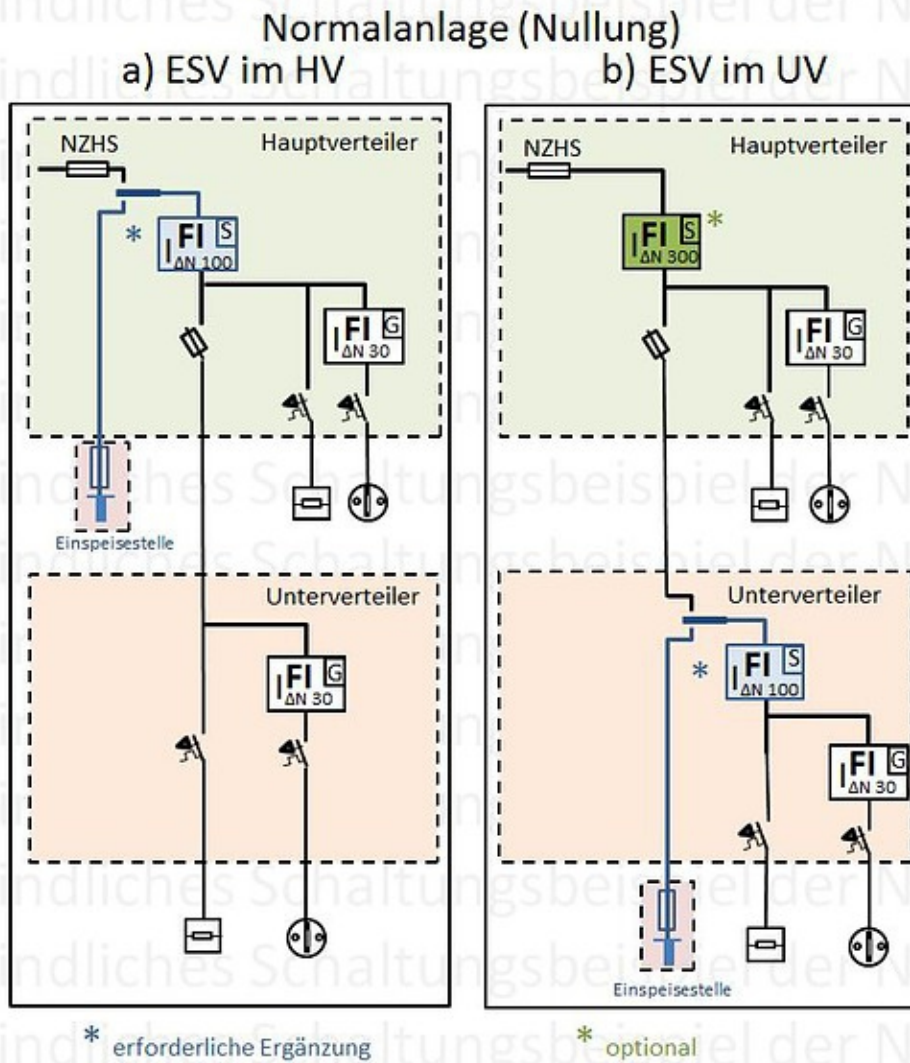 Normalanlage (Nullung)
a) ESV im HV
NZHS
Hauptverteiler
*
FI S
I ΔN 100
FI G
I ΔN 30
Einspeisestelle
Unterverteiler
FI G
I ΔN 30
* erforderliche Ergänzung
b) ESV im UV
NZHS
Hauptverteiler
FI S *
I ΔN 300
FI G
I ΔN 30
Unterverteiler
*
FI S
I ΔN 100
FI G
I ΔN 30
Einspeisestelle
* optional